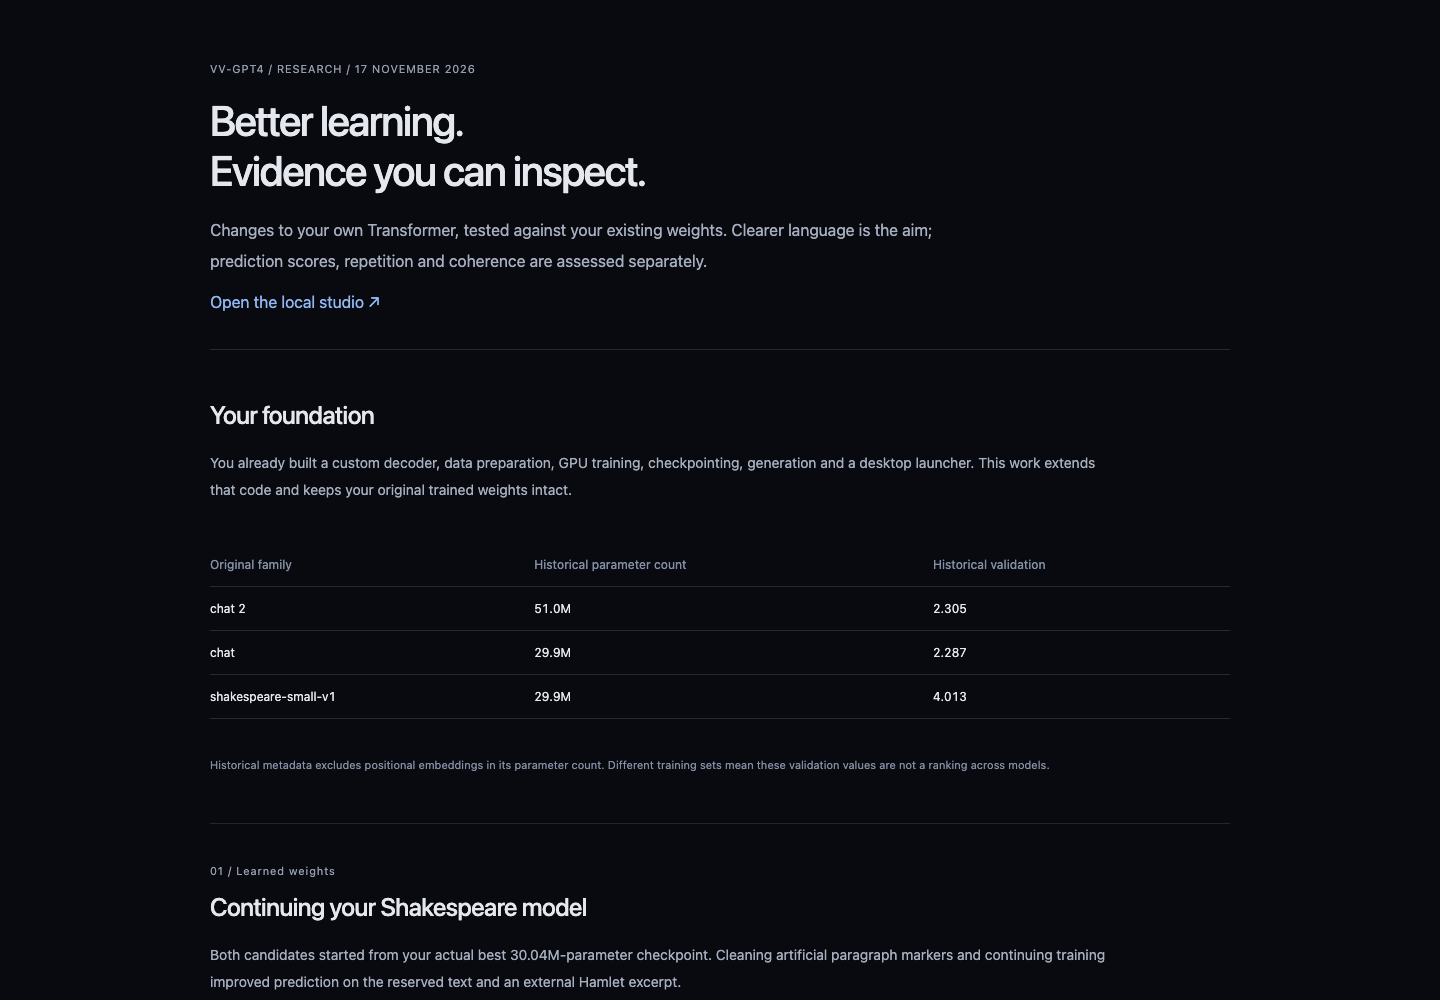 VV-GPT4 / RESEARCH / 17 NOVEMBER 2026
Better learning.
Evidence you can inspect.
Changes to your own Transformer, tested against your existing weights. Clearer language is the aim;
prediction scores, repetition and coherence are assessed separately.
Open the local studio ↗
Your foundation
You already built a custom decoder, data preparation, GPU training, checkpointing, generation and a desktop launcher. This work extends
that code and keeps your original trained weights intact.
Original family Historical parameter count Historical validation
chat 2 51.0M 2.305
chat 29.9M 2.287
shakespeare-small-v1 29.9M 4.013
Historical metadata excludes positional embeddings in its parameter count. Different training sets mean these validation values are not a ranking across models.
01 / Learned weights
Continuing your Shakespeare model
Both candidates started from your actual best 30.04M-parameter checkpoint. Cleaning artificial paragraph markers and continuing training
improved prediction on the reserved text and an external Hamlet excerpt.